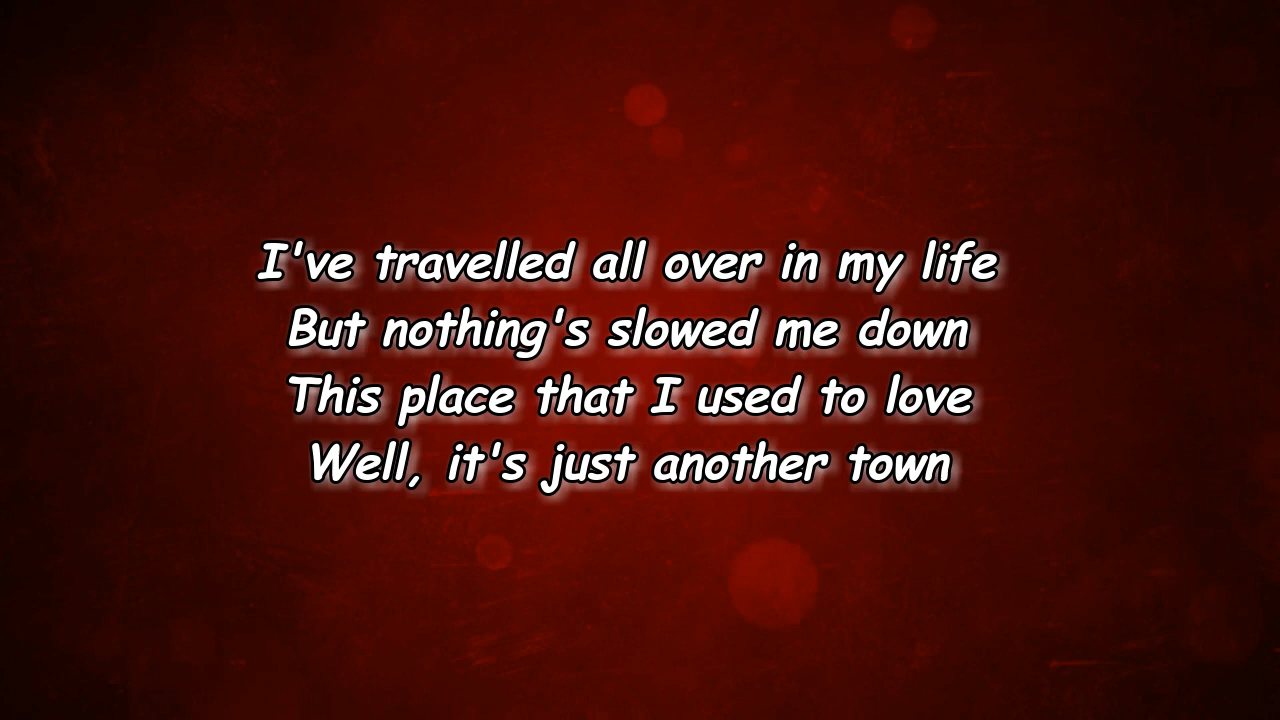 I've travelled all over in my life
But nothing's slowed me down
This place that I used to love
Well, it's just another town